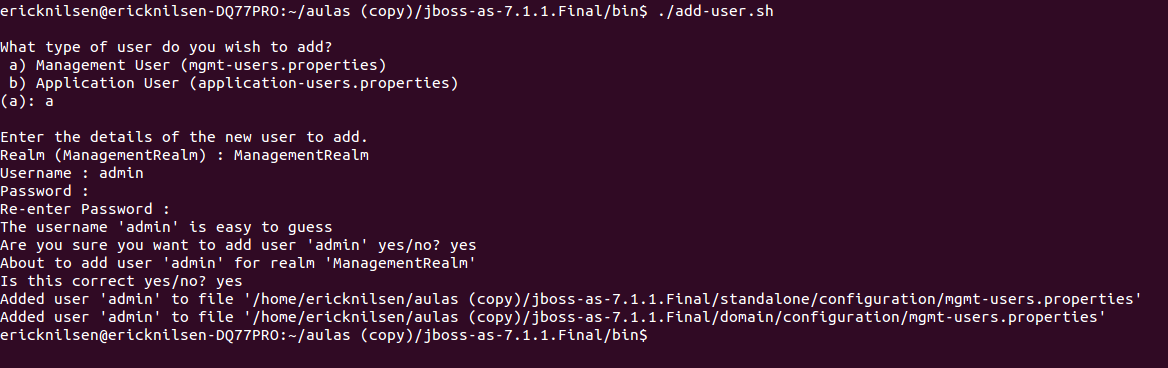 ericknilsen@ericknilsen-DQ77PRO:~/aulas (copy)/jboss-as-7.1.1.Final/bin$ ./add-user.sh
What type of user do you wish to add?
a) Management User (mgmt-users.properties)
b) Application User (application-users.properties)
(a): a
Enter the details of the new user to add.
Realm (ManagementRealm) : ManagementRealm
Username : admin
Password :
Re-enter Password :
The username 'admin' is easy to guess
Are you sure you want to add user 'admin' yes/no? yes
About to add user 'admin' for realm 'ManagementRealm'
Is this correct yes/no? yes
Added user 'admin' to file '/home/ericknilsen/aulas (copy)/jboss-as-7.1.1.Final/standalone/configuration/mgmt-users.properties'
Added user 'admin' to file '/home/ericknilsen/aulas (copy)/jboss-as-7.1.1.Final/domain/configuration/mgmt-users.properties'
ericknilsen@ericknilsen-DQ77PRO:~/aulas (copy)/jboss-as-7.1.1.Final/bin$